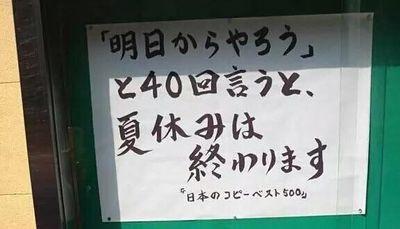 「明日からやろう」
と40回言うと、
夏休みは
終わります
『日本のコピーベスト500』